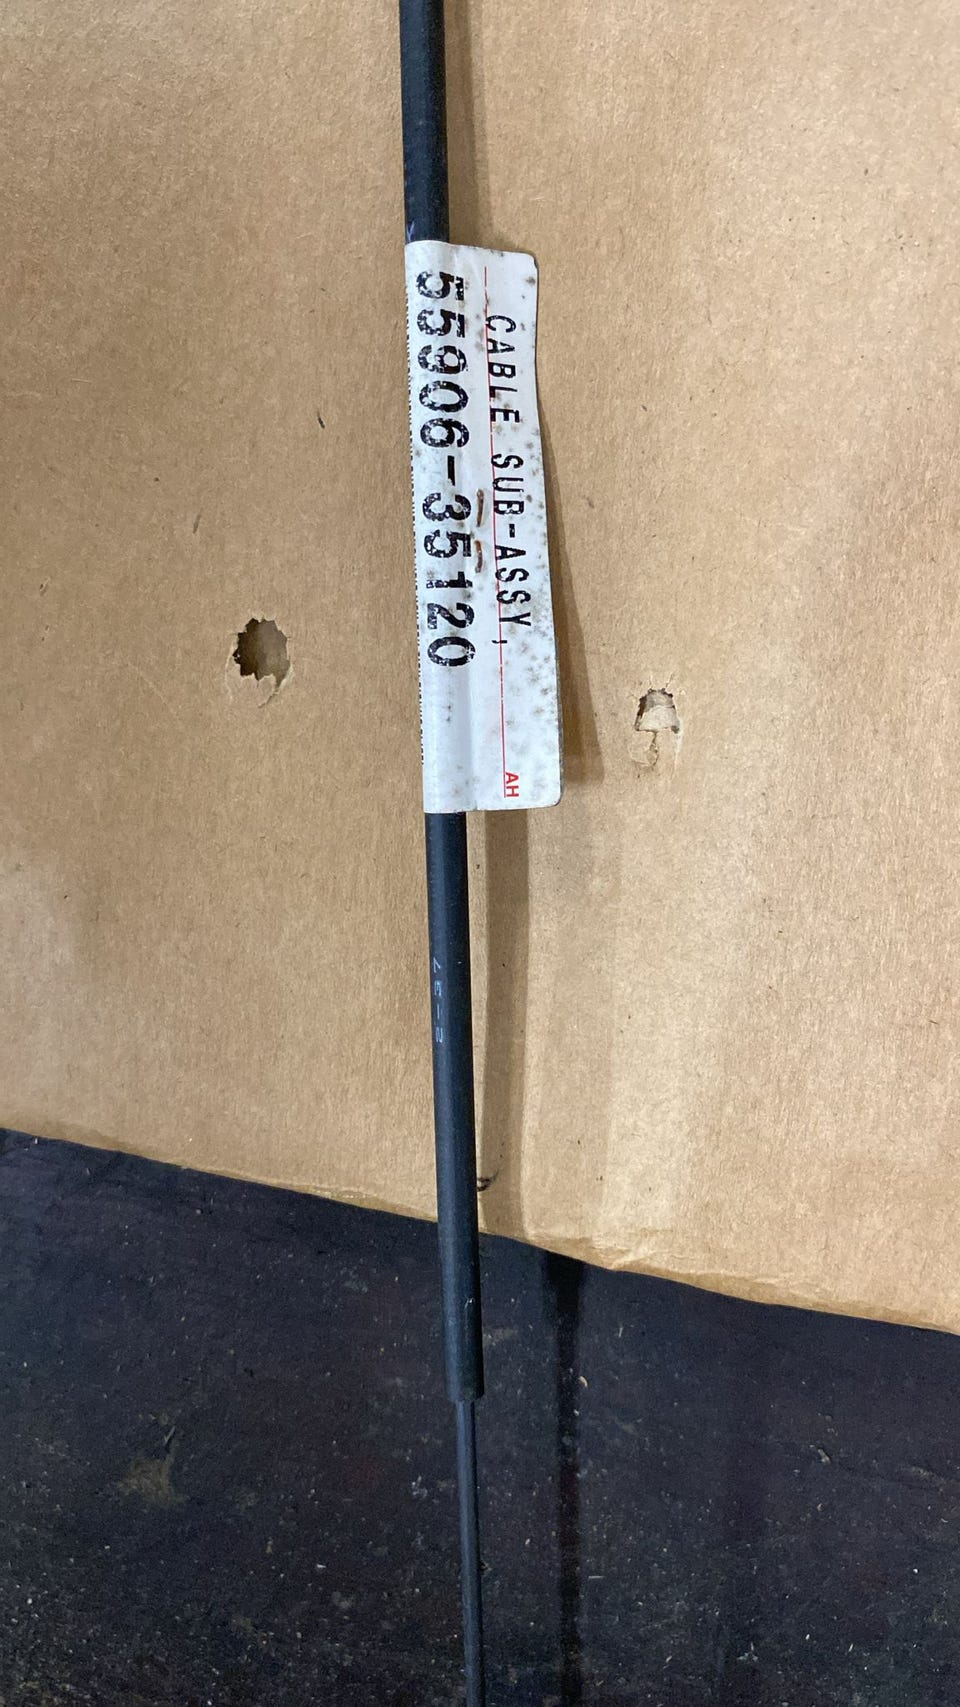 CABLE SUB-ASSY,
55906-35120
AH